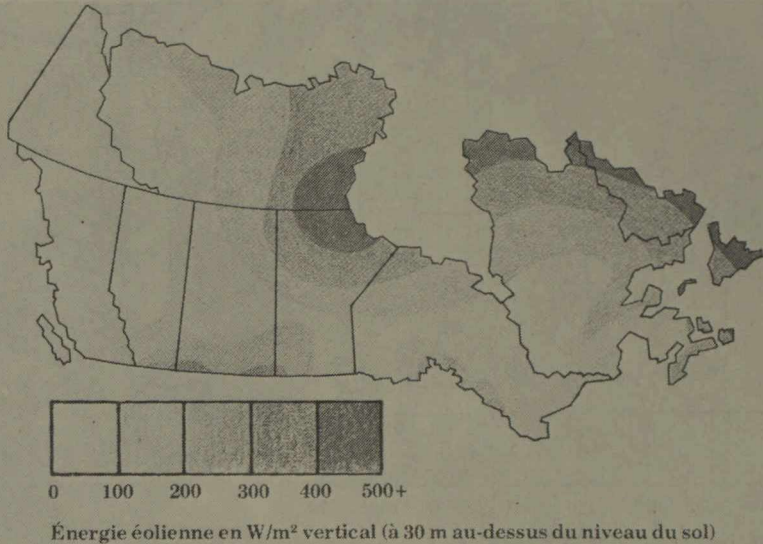 0 100 200 300 400 500+
Énergie éolienne en W/m² vertical (à 30 m au-dessus du niveau du sol)